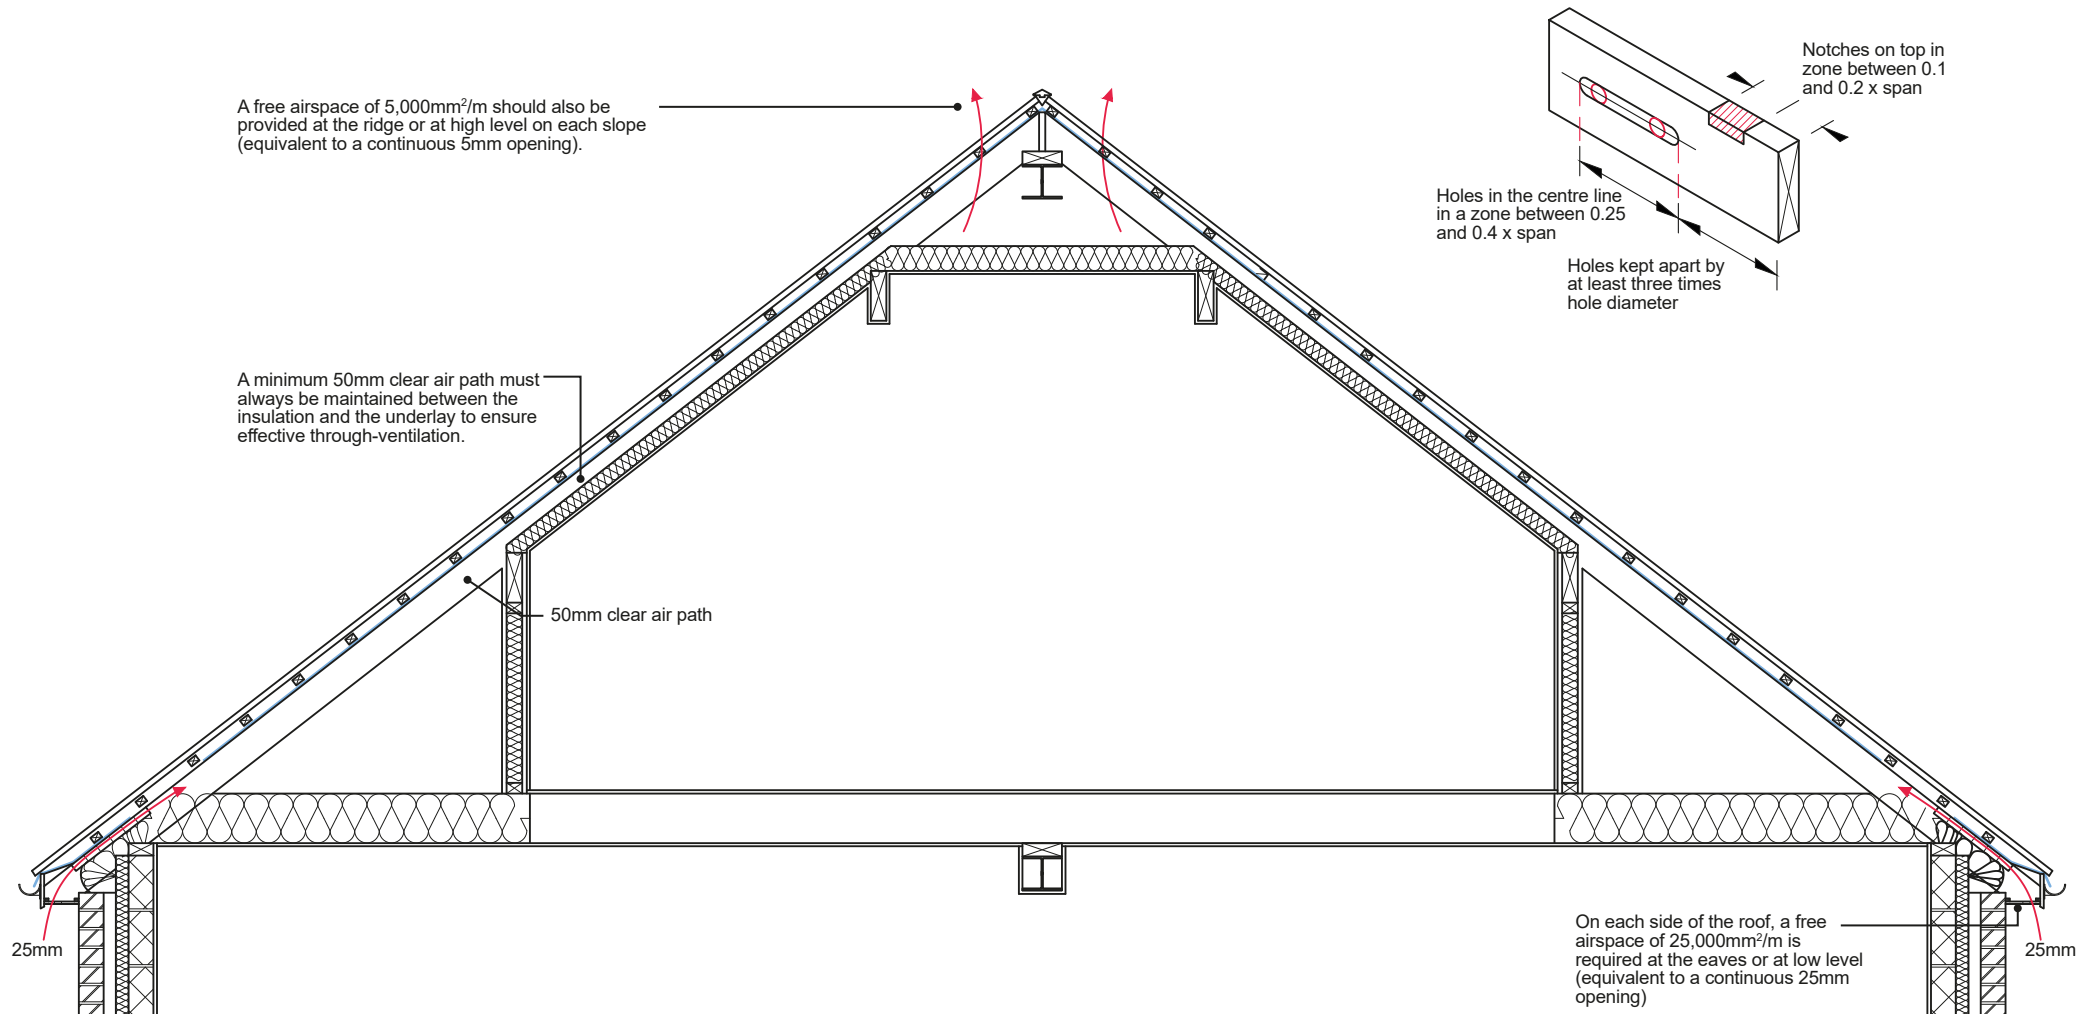 A free airspace of 5,000mm²/m should also be
provided at the ridge or at high level on each slope
(equivalent to a continuous 5mm opening).
Notches on top in
zone between 0.1
and 0.2 x span
Holes in the centre line
in a zone between 0.25
and 0.4 x span
Holes kept apart by
at least three times
hole diameter
A minimum 50mm clear air path must
always be maintained between the
insulation and the underlay to ensure
effective through-ventilation.
50mm clear air path
25mm
On each side of the roof, a free
airspace of 25,000mm²/m is
required at the eaves or at low level
(equivalent to a continuous 25mm
opening)
25mm